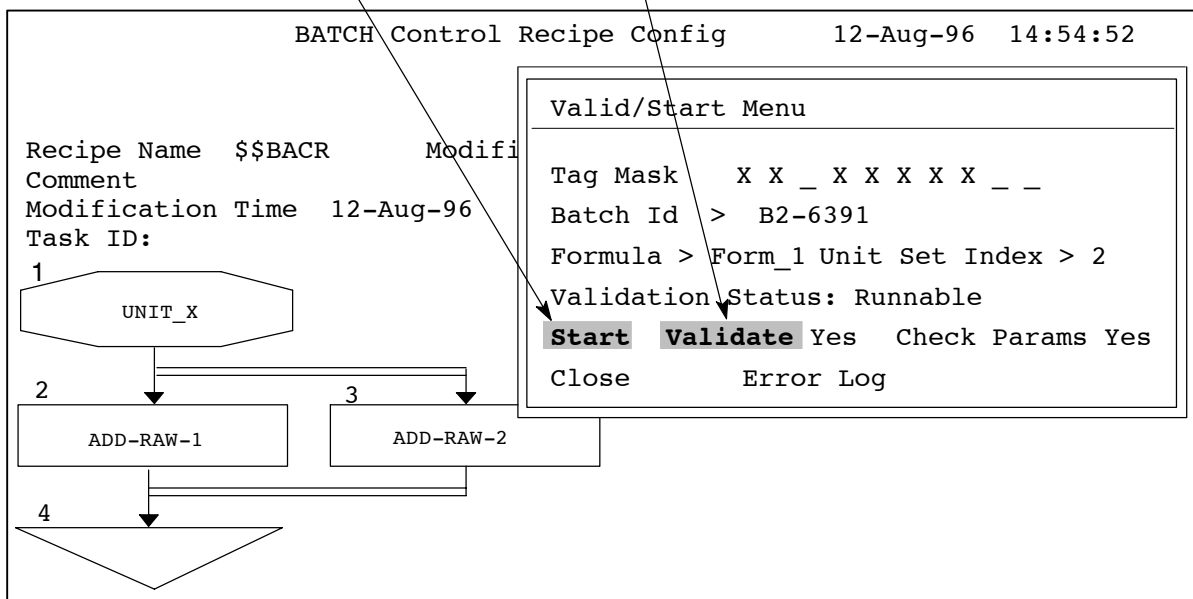 BATCH Control Recipe Config 12-Aug-96 14:54:52
Valid/Start Menu
Recipe Name $$BACR Modifi
Comment
Modification Time 12-Aug-96
Task ID:
Tag Mask X X _ X X X X X _ _
Batch Id > B2-6391
Formula > Form_1 Unit Set Index > 2
Validation Status: Runnable
Start Validate Yes Check Params Yes
Close Error Log
1
UNIT_X
2
3
ADD-RAW-1
ADD-RAW-2
4